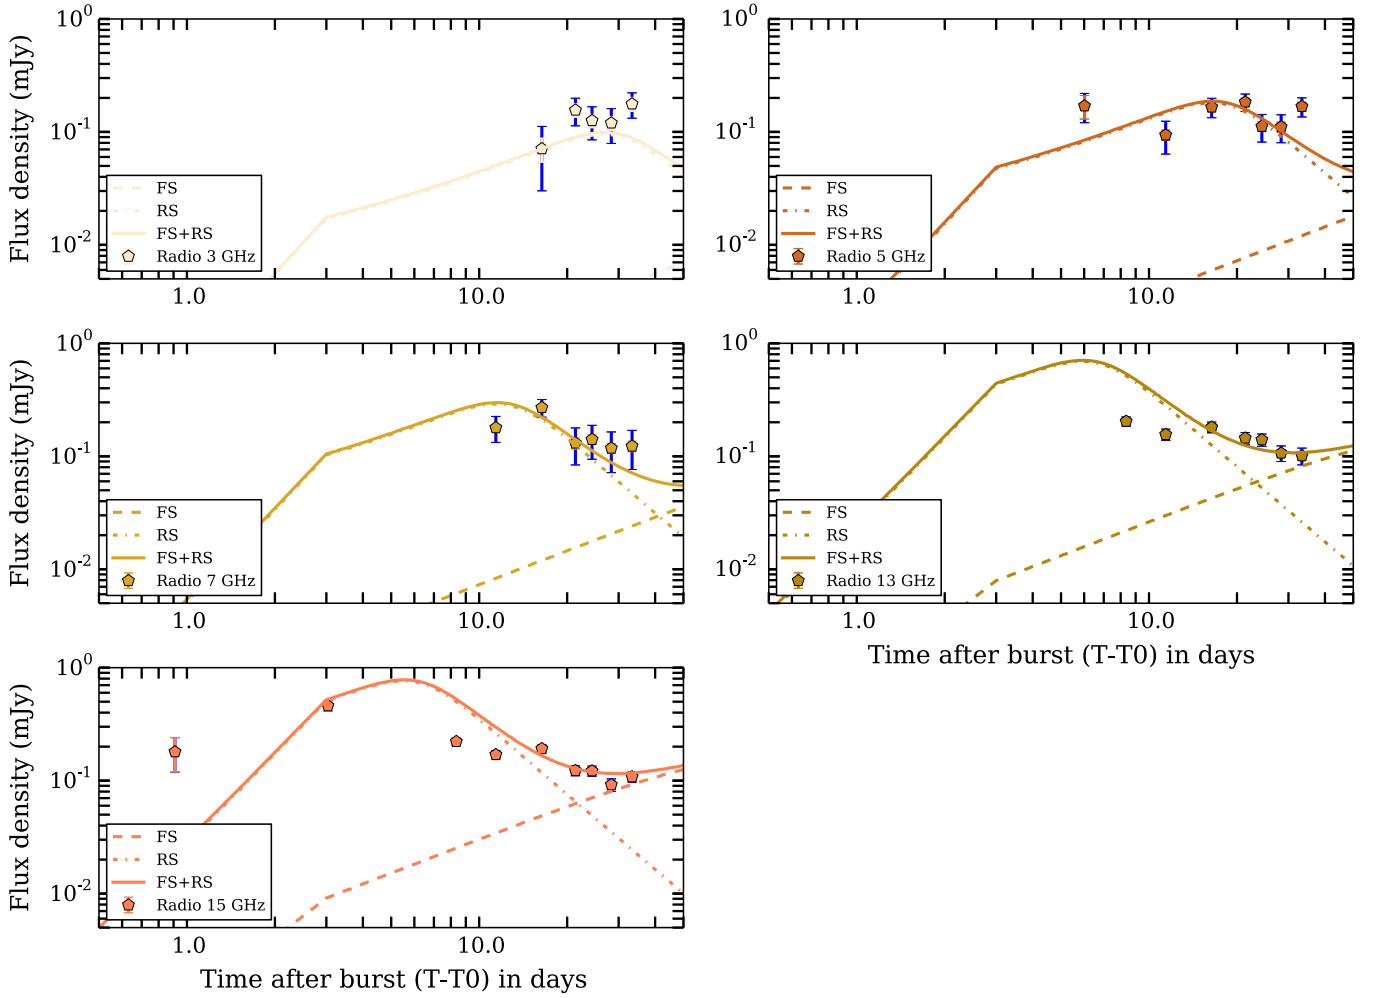 Flux density (mJy)
10^0
10^-1
10^-2
FS
RS
FS+RS
Radio 3 GHz
1.0 10.0
10^0
10^-1
10^-2
FS
RS
FS+RS
Radio 5 GHz
1.0 10.0
Flux density (mJy)
10^0
10^-1
10^-2
FS
RS
FS+RS
Radio 7 GHz
1.0 10.0
10^0
10^-1
10^-2
FS
RS
FS+RS
Radio 13 GHz
1.0 10.0
Time after burst (T-T0) in days
Flux density (mJy)
10^0
10^-1
10^-2
FS
RS
FS+RS
Radio 15 GHz
1.0 10.0
Time after burst (T-T0) in days